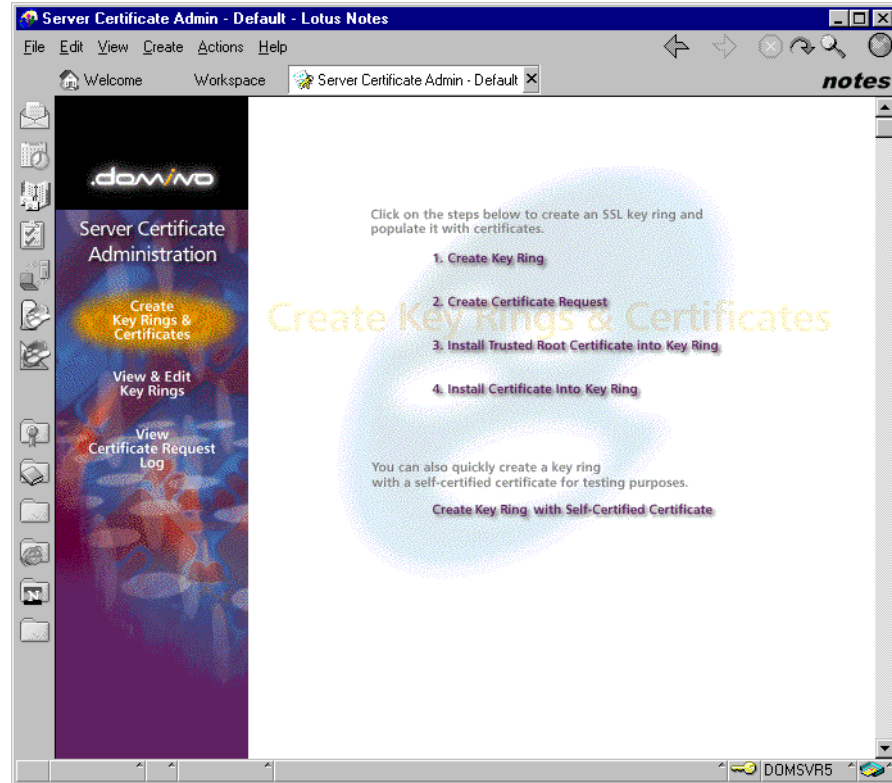 Server Certificate Admin - Default - Lotus Notes
File Edit View Create Actions Help
Welcome Workspace Server Certificate Admin - Default
notes
.domino
Server Certificate
Administration
Create
Key Rings &
Certificates
View & Edit
Key Rings
View
Certificate Request
Log
Create Key Rings & Certificates
Click on the steps below to create an SSL key ring and
populate it with certificates.
1. Create Key Ring
2. Create Certificate Request
3. Install Trusted Root Certificate into Key Ring
4. Install Certificate Into Key Ring
You can also quickly create a key ring
with a self-certified certificate for testing purposes.
Create Key Ring with Self-Certified Certificate
N
DOMSVR5